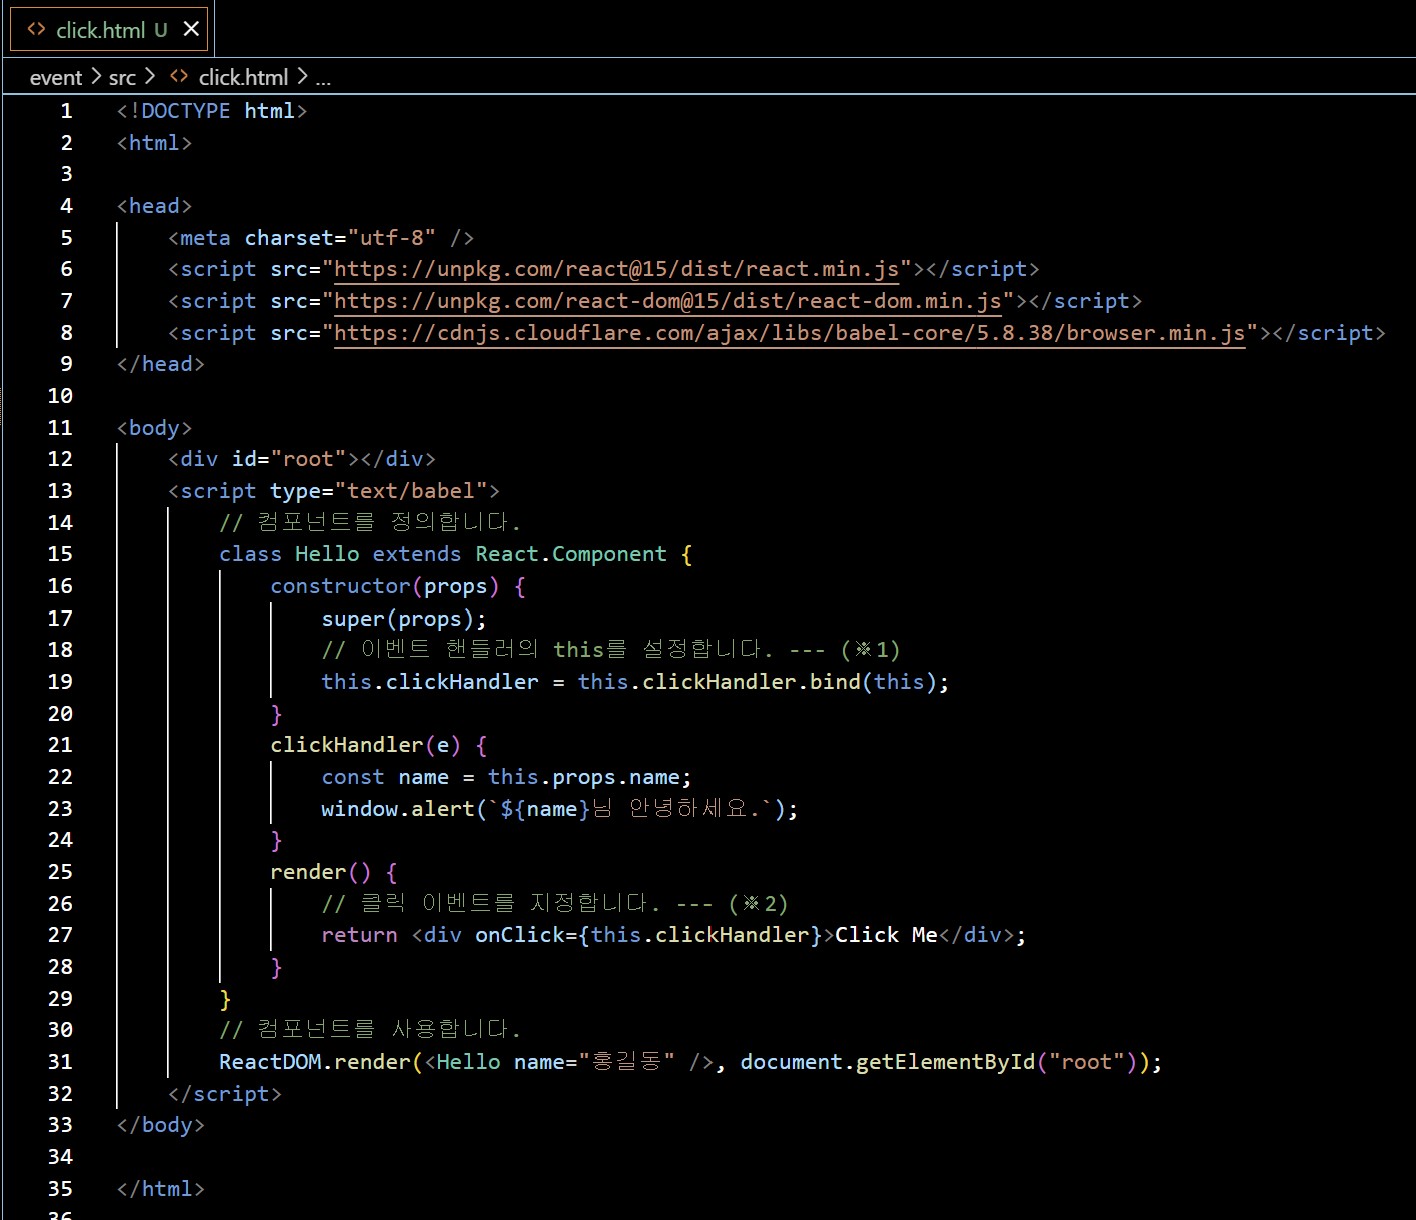 click.html U
event > src > click.html > ...
1 <!DOCTYPE html>
2 <html>
3
4 <head>
5     <meta charset="utf-8" />
6     <script src="https://unpkg.com/react@15/dist/react.min.js"></script>
7     <script src="https://unpkg.com/react-dom@15/dist/react-dom.min.js"></script>
8     <script src="https://cdnjs.cloudflare.com/ajax/libs/babel-core/5.8.38/browser.min.js"></script>
9 </head>
10
11 <body>
12     <div id="root"></div>
13     <script type="text/babel">
14         // 컴포넌트를 정의합니다.
15         class Hello extends React.Component {
16             constructor(props) {
17                 super(props);
18                 // 이벤트 핸들러의 this를 설정합니다. --- (※1)
19                 this.clickHandler = this.clickHandler.bind(this);
20             }
21             clickHandler(e) {
22                 const name = this.props.name;
23                 window.alert(`${name}님 안녕하세요.`);
24             }
25             render() {
26                 // 클릭 이벤트를 지정합니다. --- (※2)
27                 return <div onClick={this.clickHandler}>Click Me</div>;
28             }
29         }
30         // 컴포넌트를 사용합니다.
31         ReactDOM.render(<Hello name="홍길동" />, document.getElementById("root"));
32     </script>
33 </body>
34
35 </html>
36